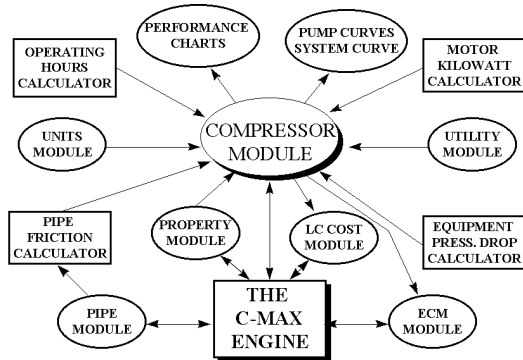 PERFORMANCE
CHARTS
PUMP CURVES
SYSTEM CURVE
OPERATING
HOURS
CALCULATOR
MOTOR
KILOWATT
CALCULATOR
COMPRESSOR
MODULE
UNITS
MODULE
UTILITY
MODULE
PIPE
FRICTION
CALCULATOR
PROPERTY
MODULE
LC COST
MODULE
EQUIPMENT
PRESS. DROP
CALCULATOR
PIPE
MODULE
THE
C-MAX
ENGINE
ECM
MODULE